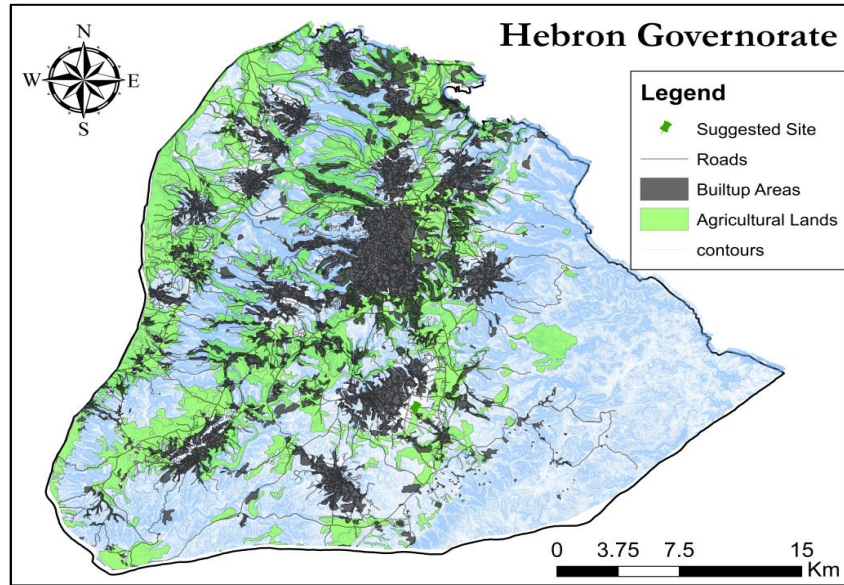 Hebron Governorate
N
W E
S
Legend
Suggested Site
Roads
Builtup Areas
Agricultural Lands
contours
0 3.75 7.5 15
Km